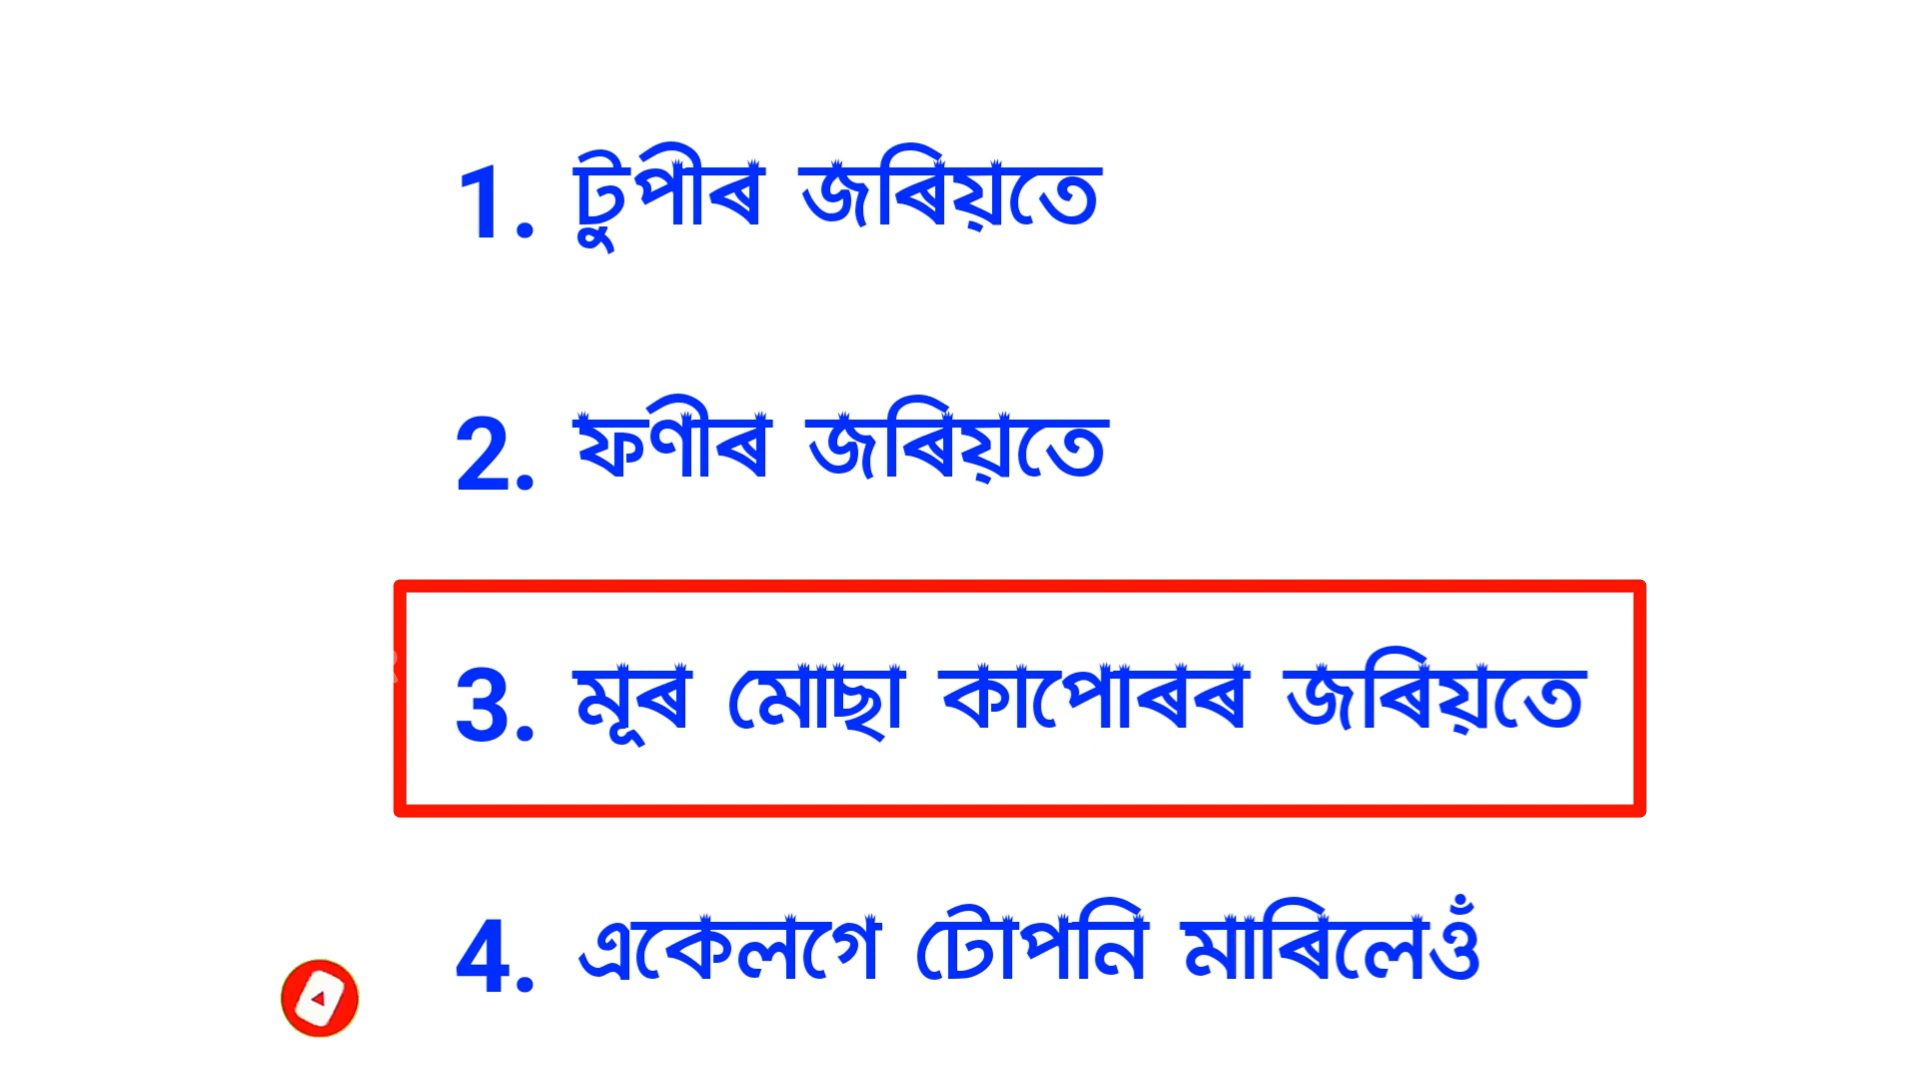 1. টুপীৰ জৰিয়তে
2. ফণীৰ জৰিয়তে
3. মূৰ মোছা কাপোৰৰ জৰিয়তে
4. একেলগে টোপনি মাৰিলেওঁ